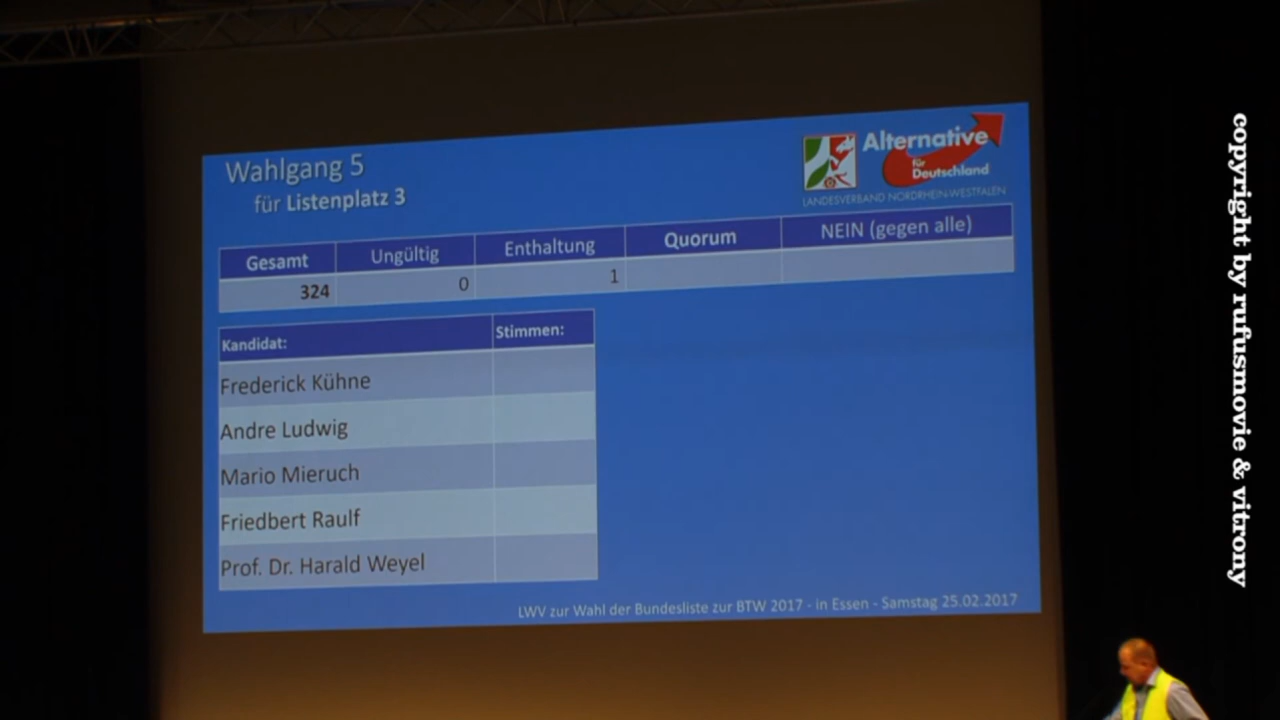 Wahlgang 5
für Listenplatz 3
Alternative
für
Deutschland
LANDESVERBAND NORDRHEIN-WESTFALEN
Gesamt Ungültig Enthaltung Quorum NEIN (gegen alle)
324 0 1
Kandidat: Stimmen:
Frederick Kühne
Andre Ludwig
Mario Mieruch
Friedbert Raulf
Prof. Dr. Harald Weyel
LWV zur Wahl der Bundesliste zur BTW 2017 - in Essen - Samstag 25.02.2017
copyright by rufusmovie & vitrony